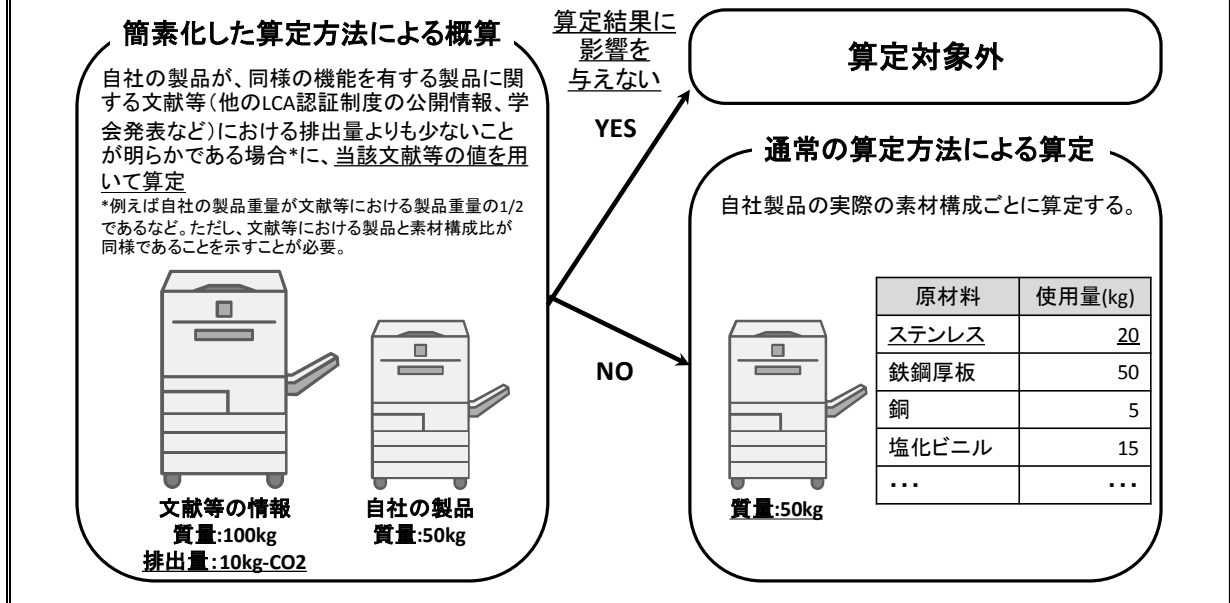 簡素化した算定方法による概算
自社の製品が、同様の機能を有する製品に関
する文献等（他のLCA認証制度の公開情報、学
会発表など）における排出量よりも少ないこと
が明らかである場合*に、当該文献等の値を用
いて算定
*例えば自社の製品重量が文献等における製品重量の1/2
であるなど。ただし、文献等における製品と素材構成比が
同様であることを示すことが必要。
文献等の情報
質量:100kg
排出量：10kg-CO2
自社の製品
質量:50kg
算定結果に
影響を
与えない
YES
NO
算定対象外
通常の算定方法による算定
自社製品の実際の素材構成ごとに算定する。
質量:50kg
原材料 使用量(kg)
ステンレス 20
鉄鋼厚板 50
銅 5
塩化ビニル 15
・・・ ・・・